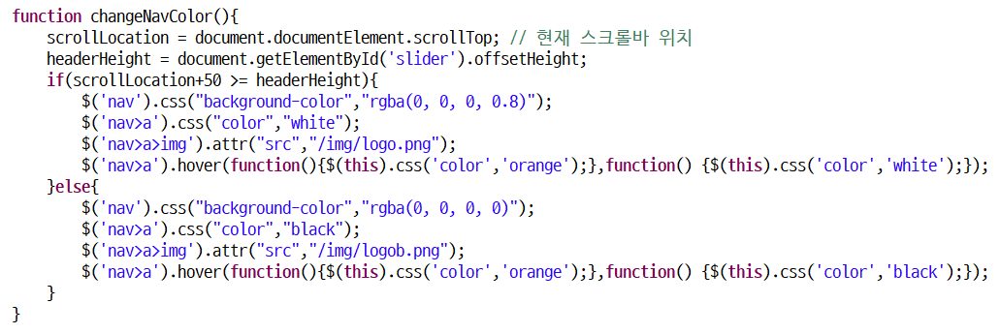 function changeNavColor(){
    scrollLocation = document.documentElement.scrollTop; // 현재 스크롤바 위치
    headerHeight = document.getElementById('slider').offsetHeight;
    if(scrollLocation+50 >= headerHeight){
        $('nav').css("background-color","rgba(0, 0, 0, 0.8)");
        $('nav>a').css("color","white");
        $('nav>a>img').attr("src","/img/logo.png");
        $('nav>a').hover(function(){$(this).css('color','orange');},function() {$(this).css('color','white');});
    }else{
        $('nav').css("background-color","rgba(0, 0, 0, 0)");
        $('nav>a').css("color","black");
        $('nav>a>img').attr("src","/img/logob.png");
        $('nav>a').hover(function(){$(this).css('color','orange');},function() {$(this).css('color','black');});
    }
}